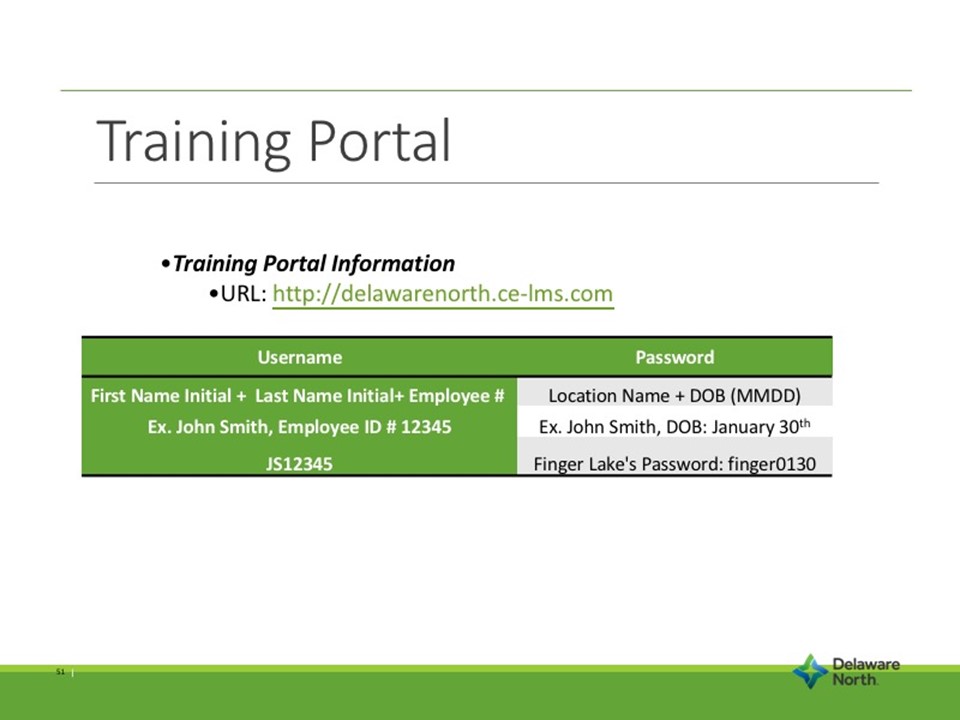 Training Portal
•Training Portal Information
•URL: http://delawarenorth.ce-lms.com
Username Password
First Name Initial + Last Name Initial+ Employee # Location Name + DOB (MMDD)
Ex. John Smith, Employee ID # 12345 Ex. John Smith, DOB: January 30th
JS12345 Finger Lake's Password: finger0130
51 |
Delaware
North.